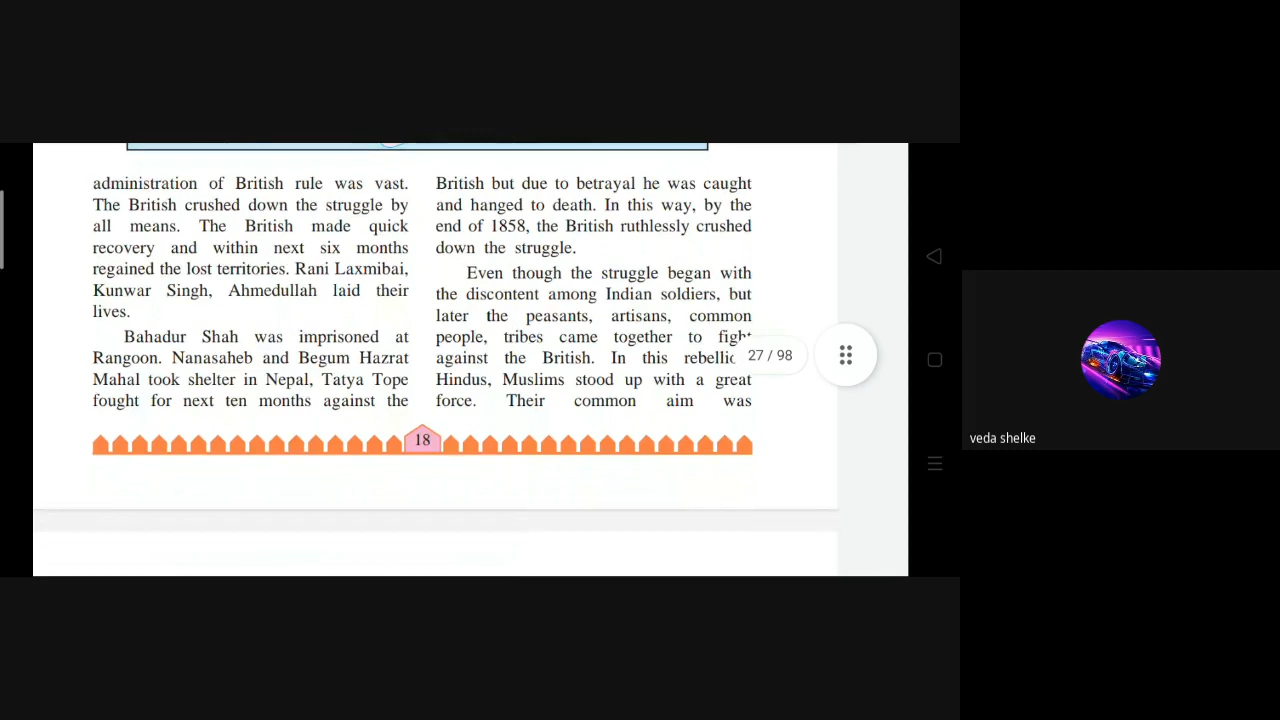 administration of British rule was vast.
The British crushed down the struggle by
all means. The British made quick
recovery and within next six months
regained the lost territories. Rani Laxmibai,
Kunwar Singh, Ahmedullah laid their
lives.
Bahadur Shah was imprisoned at
Rangoon. Nanasaheb and Begum Hazrat
Mahal took shelter in Nepal, Tatya Tope
fought for next ten months against the
British but due to betrayal he was caught
and hanged to death. In this way, by the
end of 1858, the British ruthlessly crushed
down the struggle.
Even though the struggle began with
the discontent among Indian soldiers, but
later the peasants, artisans, common
people, tribes came together to fight
against the British. In this
Hindus, Muslims stood up with a great
force. Their common aim was
18
27 / 98
veda shelke